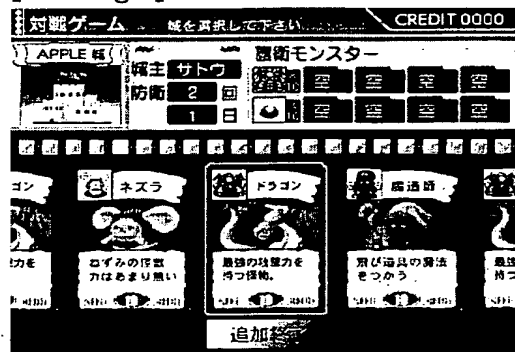 対戦ゲーム 城を選択して下さい CREDIT 0000
APPLE 城
城主 サトウ
防衛 2 回
1 日
護衛モンスター
空 空 空 空
空 空 空 空
ゴン
ネズラ
ドラゴン
魔道師
ねずみの怪獣
力はあまり無い
最強の攻撃力を
持つ怪物。
飛び道具の魔法
をつかう
力を
最強
持つ
追加